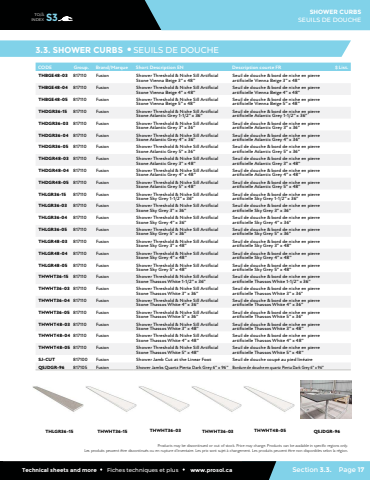 TOC/
INDEX
S3
SHOWER CURBS
SEUILS DE DOUCHE
3.3. SHOWER CURBS • SEUILS DE DOUCHE
CODE Group. Brand/Marque Short Description EN Description courte FR $ List.
THBGE48-03 817110 Fusion Shower Threshold & Niche Sill Artificial Stone Vienna Beige 3" x 48" Seuil de douche & bord de niche en pierre artificielle Vienna Beige 3" x 48"
THBGE48-04 817110 Fusion Shower Threshold & Niche Sill Artificial Stone Vienna Beige 4" x 48" Seuil de douche & bord de niche en pierre artificielle Vienna Beige 4" x 48"
THBGE48-05 817110 Fusion Shower Threshold & Niche Sill Artificial Stone Vienna Beige 5" x 48" Seuil de douche & bord de niche en pierre artificielle Vienna Beige 5" x 48"
THDGR36-15 817110 Fusion Shower Threshold & Niche Sill Artificial Stone Atlantic Grey 1-1/2" x 36" Seuil de douche & bord de niche en pierre artificielle Atlantic Grey 1-1/2" x 36"
THDGR36-03 817110 Fusion Shower Threshold & Niche Sill Artificial Stone Atlantic Grey 3" x 36" Seuil de douche & bord de niche en pierre artificielle Atlantic Grey 3" x 36"
THDGR36-04 817110 Fusion Shower Threshold & Niche Sill Artificial Stone Atlantic Grey 4" x 36" Seuil de douche & bord de niche en pierre artificielle Atlantic Grey 4" x 36"
THDGR36-05 817110 Fusion Shower Threshold & Niche Sill Artificial Stone Atlantic Grey 5" x 36" Seuil de douche & bord de niche en pierre artificielle Atlantic Grey 5" x 36"
THDGR48-03 817110 Fusion Shower Threshold & Niche Sill Artificial Stone Atlantic Grey 3" x 48" Seuil de douche & bord de niche en pierre artificielle Atlantic Grey 3" x 48"
THDGR48-04 817110 Fusion Shower Threshold & Niche Sill Artificial Stone Atlantic Grey 4" x 48" Seuil de douche & bord de niche en pierre artificielle Atlantic Grey 4" x 48"
THDGR48-05 817110 Fusion Shower Threshold & Niche Sill Artificial Stone Atlantic Grey 5" x 48" Seuil de douche & bord de niche en pierre artificielle Atlantic Grey 5" x 48"
THLGR36-15 817110 Fusion Shower Threshold & Niche Sill Artificial Stone Sky Grey 1-1/2" x 36" Seuil de douche & bord de niche en pierre artificielle Sky Grey 1-1/2" x 36"
THLGR36-03 817110 Fusion Shower Threshold & Niche Sill Artificial Stone Sky Grey 3" x 36" Seuil de douche & bord de niche en pierre artificielle Sky Grey 3" x 36"
THLGR36-04 817110 Fusion Shower Threshold & Niche Sill Artificial Stone Sky Grey 4" x 36" Seuil de douche & bord de niche en pierre artificielle Sky Grey 4" x 36"
THLGR36-05 817110 Fusion Shower Threshold & Niche Sill Artificial Stone Sky Grey 5" x 36" Seuil de douche & bord de niche en pierre artificielle Sky Grey 5" x 36"
THLGR48-03 817110 Fusion Shower Threshold & Niche Sill Artificial Stone Sky Grey 3" x 48" Seuil de douche & bord de niche en pierre artificielle Sky Grey 3" x 48"
THLGR48-04 817110 Fusion Shower Threshold & Niche Sill Artificial Stone Sky Grey 4" x 48" Seuil de douche & bord de niche en pierre artificielle Sky Grey 4" x 48"
THLGR48-05 817110 Fusion Shower Threshold & Niche Sill Artificial Stone Sky Grey 5" x 48" Seuil de douche & bord de niche en pierre artificielle Sky Grey 5" x 48"
THWHT36-15 817110 Fusion Shower Threshold & Niche Sill Artificial Stone Thassos White 1-1/2" x 36" Seuil de douche & bord de niche en pierre artificielle Thassos White 1-1/2" x 36"
THWHT36-03 817110 Fusion Shower Threshold & Niche Sill Artificial Stone Thassos White 3" x 36" Seuil de douche & bord de niche en pierre artificielle Thassos White 3" x 36"
THWHT36-04 817110 Fusion Shower Threshold & Niche Sill Artificial Stone Thassos White 4" x 36" Seuil de douche & bord de niche en pierre artificielle Thassos White 4" x 36"
THWHT36-05 817110 Fusion Shower Threshold & Niche Sill Artificial Stone Thassos White 5" x 36" Seuil de douche & bord de niche en pierre artificielle Thassos White 5" x 36"
THWHT48-03 817110 Fusion Shower Threshold & Niche Sill Artificial Stone Thassos White 3" x 48" Seuil de douche & bord de niche en pierre artificielle Thassos White 3" x 48"
THWHT48-04 817110 Fusion Shower Threshold & Niche Sill Artificial Stone Thassos White 4" x 48" Seuil de douche & bord de niche en pierre artificielle Thassos White 4" x 48"
THWHT48-05 817110 Fusion Shower Threshold & Niche Sill Artificial Stone Thassos White 5" x 48" Seuil de douche & bord de niche en pierre artificielle Thassos White 5" x 48"
SJ-CUT 817100 Fusion Shower Jamb Cut at the Linear Foot Seuil de douche coupé au pied linéaire
QSJDGR-96 817105 Fusion Shower Jambs Quartz Pietra Dark Grey 6" x 96" Bordure de douche en quartz Pietra Dark Grey 6" x 96"
THLGR36-15 THWHT36-15 THWHT36-03 THWHT36-03 THWHT48-05 QSJDGR-96
Products may be discontinued or out of stock. Price may change. Products can be available in specific regions only.
Les produits peuvent être discontinués ou en rupture d'inventaire. Les prix sont sujet à changement. Les produits peuvent être non disponibles selon la région.
Technical sheets and more • Fiches techniques et plus • www.prosol.ca
Section 3.3. Page 17